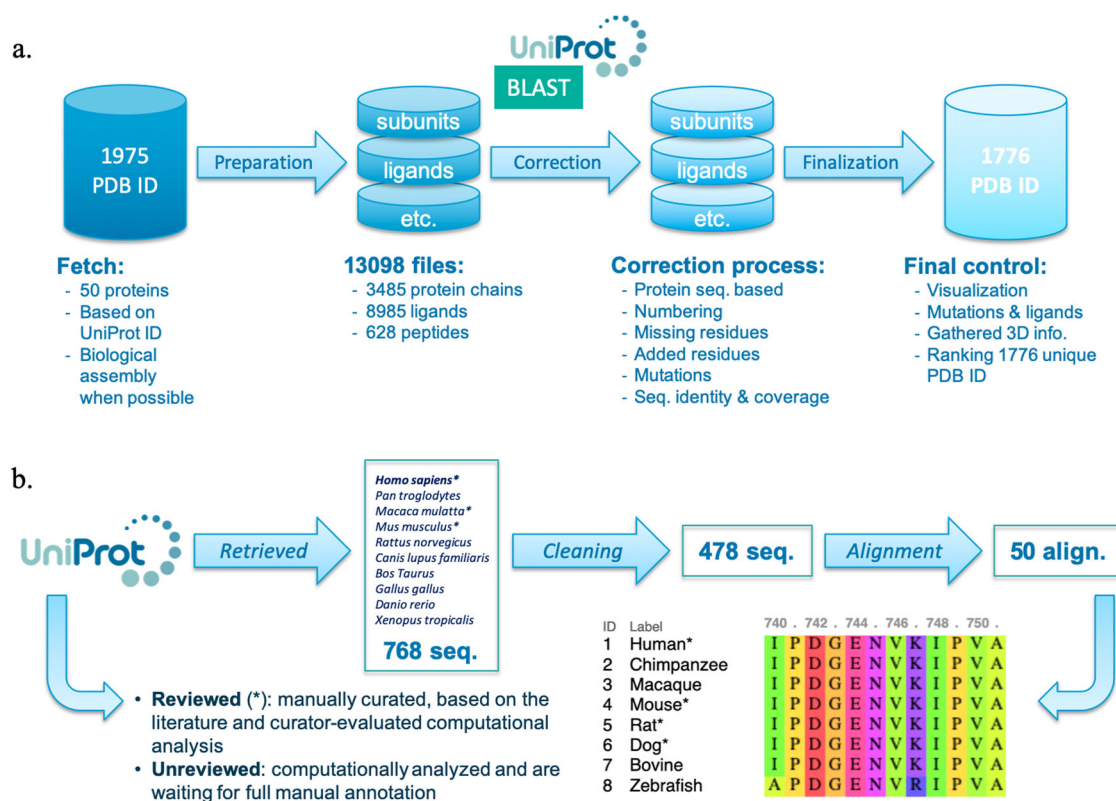 a.
UniProt
BLAST
1975
PDB ID
Preparation
subunits
ligands
etc.
Correction
subunits
ligands
etc.
Finalization
1776
PDB ID
Fetch:
- 50 proteins
- Based on
UniProt ID
- Biological
assembly
when possible
13098 files:
- 3485 protein chains
- 8985 ligands
- 628 peptides
Correction process:
- Protein seq. based
- Numbering
- Missing residues
- Added residues
- Mutations
- Seq. identity & coverage
Final control:
- Visualization
- Mutations & ligands
- Gathered 3D info.
- Ranking 1776 unique
PDB ID
b.
UniProt
Retrieved
Homo sapiens*
Pan troglodytes
Macaca mulatta*
Mus musculus*
Rattus norvegicus
Canis lupus familiaris
Bos Taurus
Gallus gallus
Danio rerio
Xenopus tropicalis
768 seq.
Cleaning
478 seq.
Alignment
50 align.
• Reviewed (*): manually curated, based on the
literature and curator-evaluated computational
analysis
• Unreviewed: computationally analyzed and are
waiting for full manual annotation
740 . 742 . 744 . 746 . 748 . 750 .
ID Label
1 Human* I P D G E N V K I P V A
2 Chimpanzee I P D G E N V K I P V A
3 Macaque I P D G E N V K I P V A
4 Mouse* I P D G E N V K I P V A
5 Rat* I P D G E N V K I P V A
6 Dog* I P D G E N V K I P V A
7 Bovine I P D G E N V K I P V A
8 Zebrafish A P D G E N V R I P V A